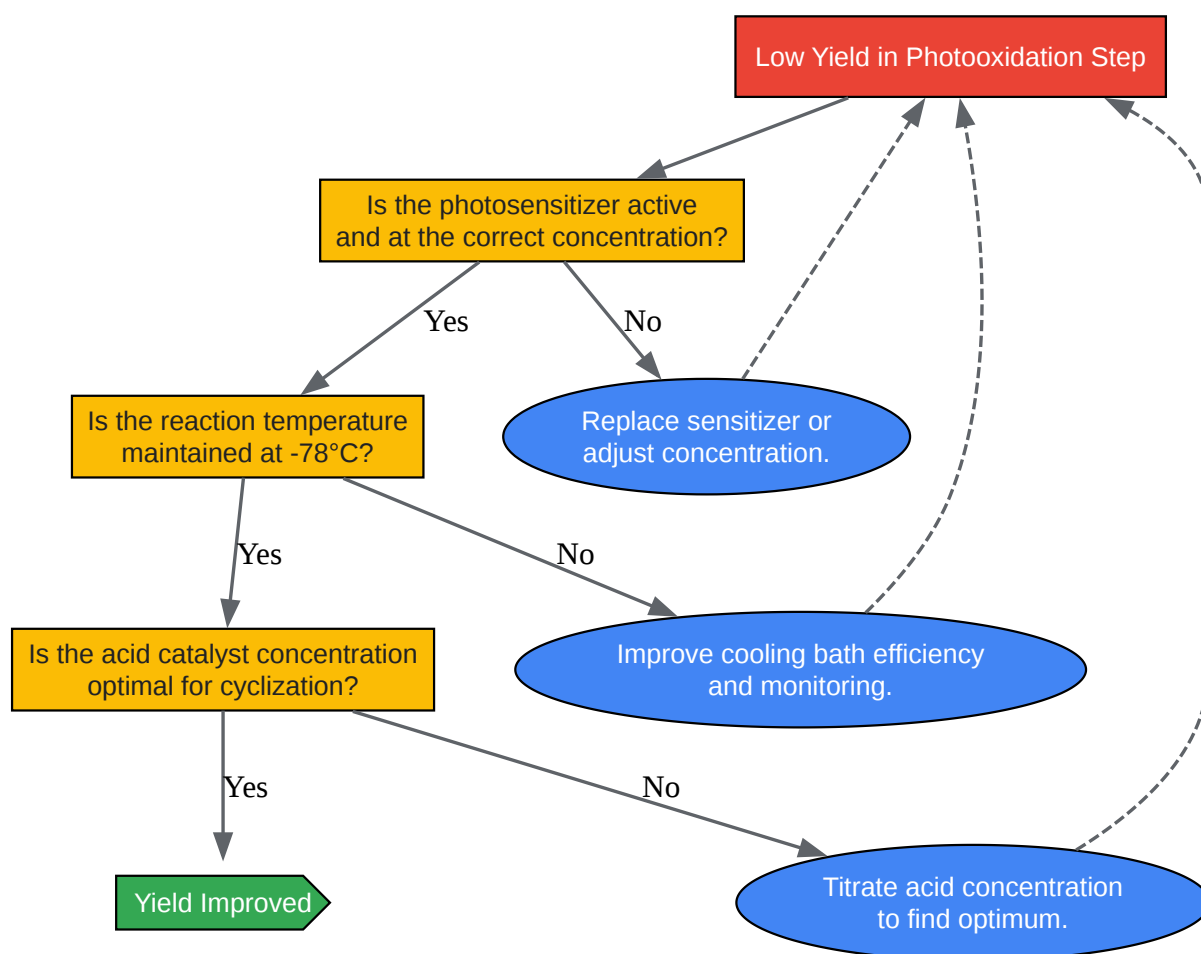 Low Yield in Photooxidation Step
Is the photosensitizer active
and at the correct concentration?
Yes
No
Is the reaction temperature
maintained at -78°C?
Replace sensitizer or
adjust concentration.
Yes
No
Is the acid catalyst concentration
optimal for cyclization?
Improve cooling bath efficiency
and monitoring.
Yes
No
Yield Improved
Titrate acid concentration
to find optimum.